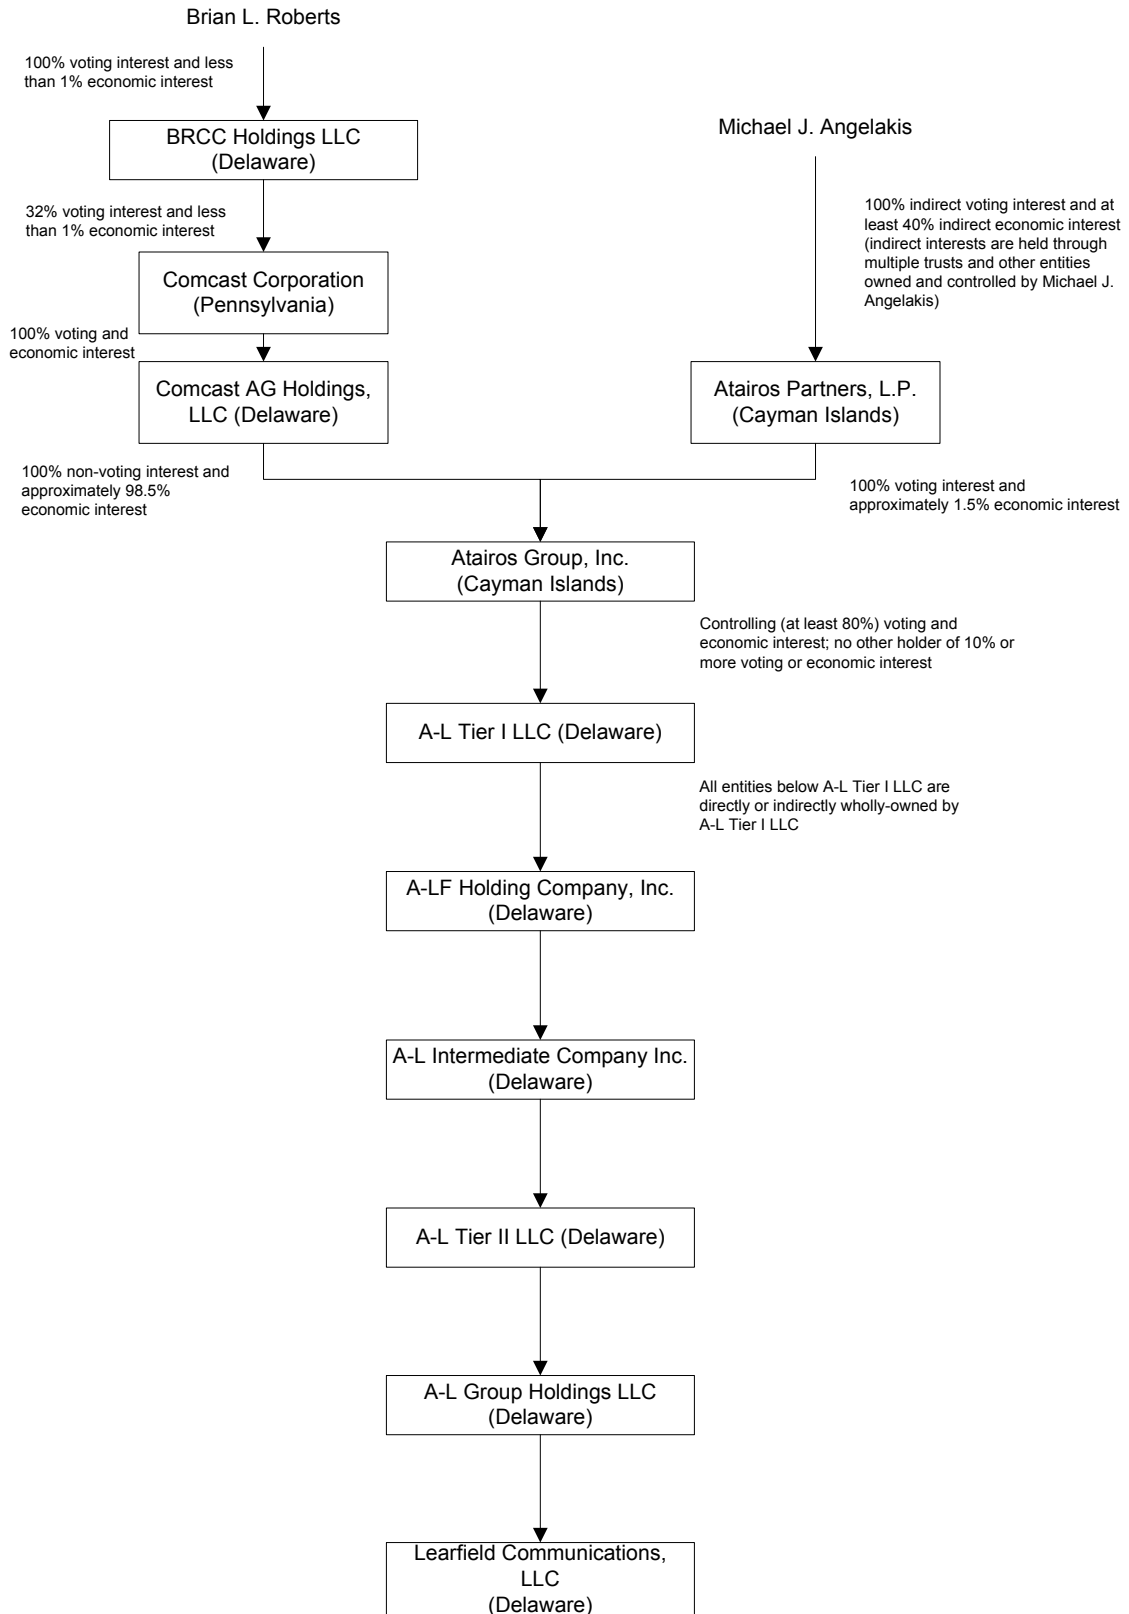 Brian L. Roberts
100% voting interest and less
than 1% economic interest
BRCC Holdings LLC
(Delaware)
Michael J. Angelakis
32% voting interest and less
than 1% economic interest
100% indirect voting interest and at
least 40% indirect economic interest
(indirect interests are held through
multiple trusts and other entities
owned and controlled by Michael J.
Angelakis)
Comcast Corporation
(Pennsylvania)
100% voting and
economic interest
Comcast AG Holdings,
LLC (Delaware)
Atairos Partners, L.P.
(Cayman Islands)
100% non-voting interest and
approximately 98.5%
economic interest
100% voting interest and
approximately 1.5% economic interest
Atairos Group, Inc.
(Cayman Islands)
Controlling (at least 80%) voting and
economic interest; no other holder of 10% or
more voting or economic interest
A-L Tier I LLC (Delaware)
All entities below A-L Tier I LLC are
directly or indirectly wholly-owned by
A-L Tier I LLC
A-LF Holding Company, Inc.
(Delaware)
A-L Intermediate Company Inc.
(Delaware)
A-L Tier II LLC (Delaware)
A-L Group Holdings LLC
(Delaware)
Learfield Communications,
LLC
(Delaware)